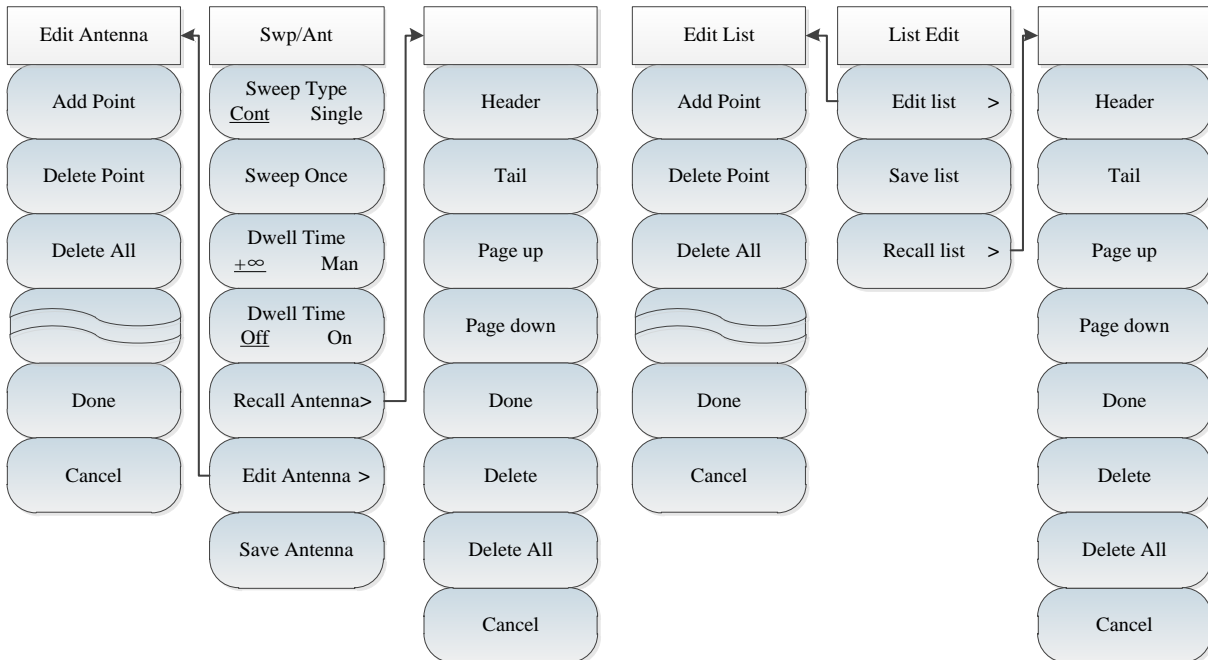 Edit Antenna
Add Point
Delete Point
Delete All
Done
Cancel
Swp/Ant
Sweep Type
Cont Single
Sweep Once
Dwell Time
+∞ Man
Dwell Time
Off On
Recall Antenna>
Edit Antenna >
Save Antenna
Header
Tail
Page up
Page down
Done
Delete
Delete All
Cancel
Edit List
Add Point
Delete Point
Delete All
Done
Cancel
List Edit
Edit list >
Save list
Recall list >
Header
Tail
Page up
Page down
Done
Delete
Delete All
Cancel